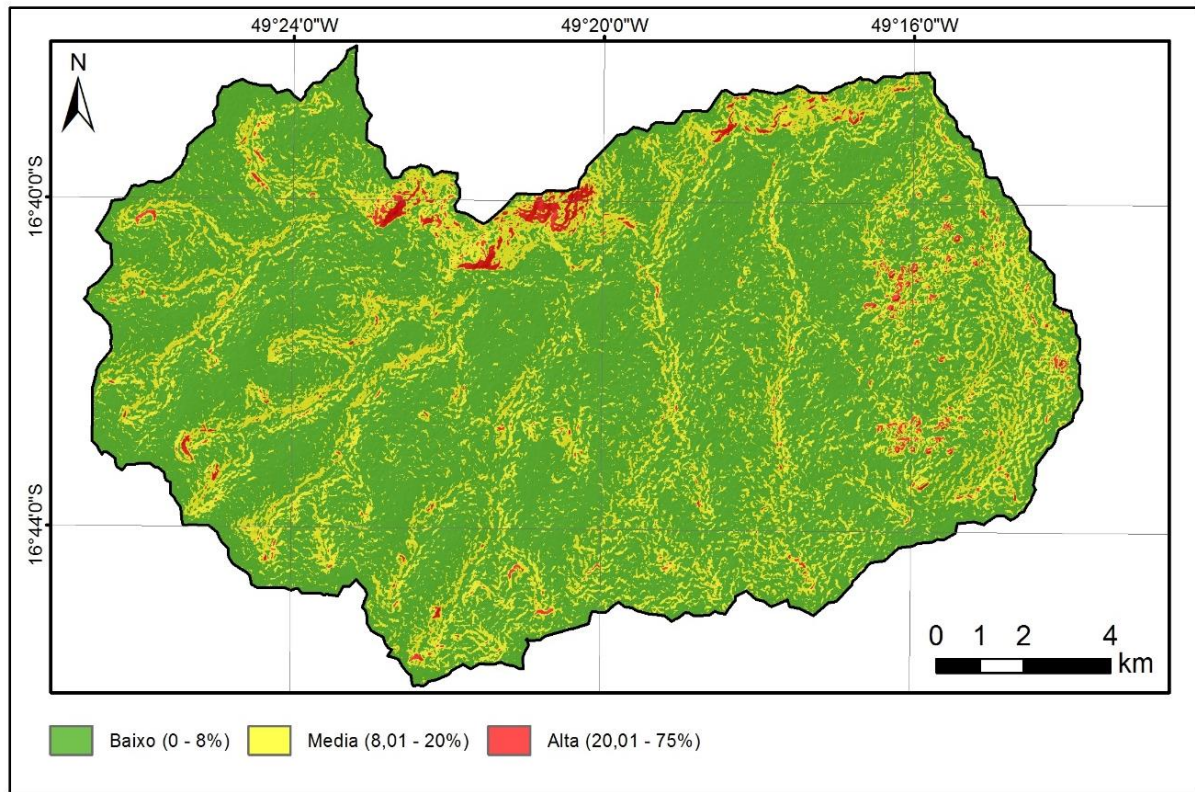 49°24'0"W
49°20'0"W
49°16'0"W
N
16°40'0"S
16°44'0"S
0 1 2 4
km
Baixo (0 - 8%)
Media (8,01 - 20%)
Alta (20,01 - 75%)